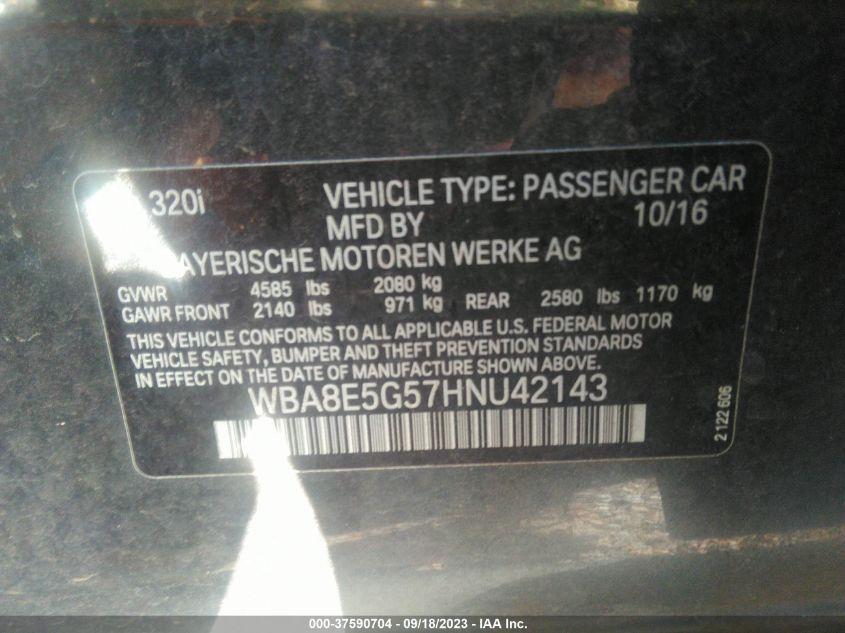 320i VEHICLE TYPE: PASSENGER CAR
MFD BY 10/16
AYERISCHE MOTOREN WERKE AG
GVWR 4585 lbs 2080 kg
GAWR FRONT 2140 lbs 971 kg REAR 2580 lbs 1170 kg
THIS VEHICLE CONFORMS TO ALL APPLICABLE U.S. FEDERAL MOTOR
VEHICLE SAFETY, BUMPER AND THEFT PREVENTION STANDARDS
IN EFFECT ON THE DATE OF MANUFACTURE SHOWN ABOVE.
WBA8E5G57HNU42143
2 122 606
000-37590704 - 09/18/2023 - IAA Inc.